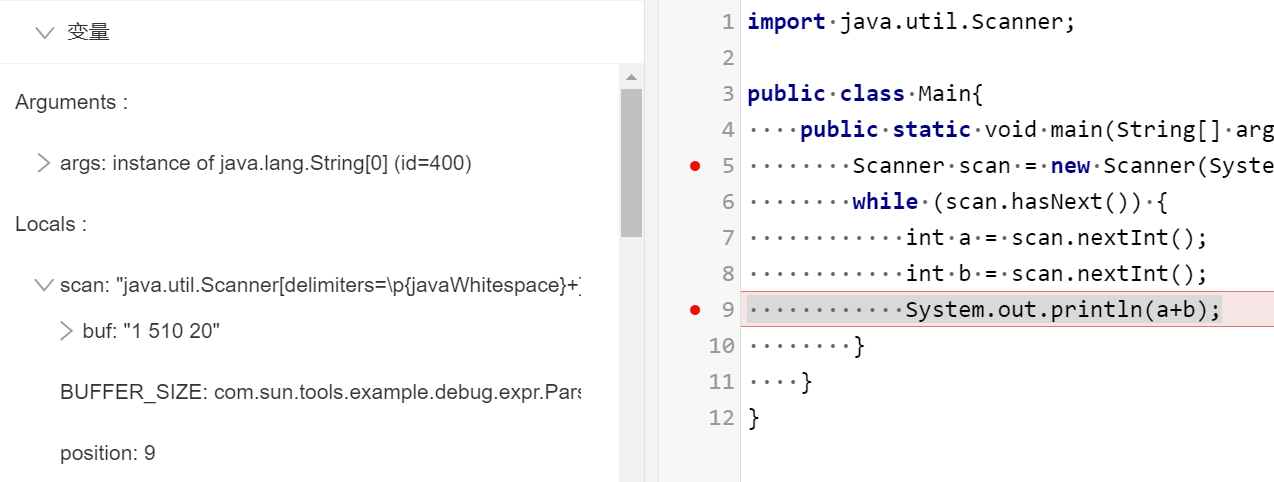 变量
Arguments :
args: instance of java.lang.String[0] (id=400)
Locals :
scan: "java.util.Scanner[delimiters=\p{javaWhitespace}+]
buf: "1 510 20"
BUFFER_SIZE: com.sun.tools.example.debug.expr.Pars
position: 9
1 import java.util.Scanner;
2
3 public class Main{
4 ····public static void main(String[] arg
5 ········Scanner scan = new Scanner(Syste
6 ········while (scan.hasNext()) {
7 ············int a = scan.nextInt();
8 ············int b = scan.nextInt();
9 ············System.out.println(a+b);
10 ········}
11 ····}
12 }